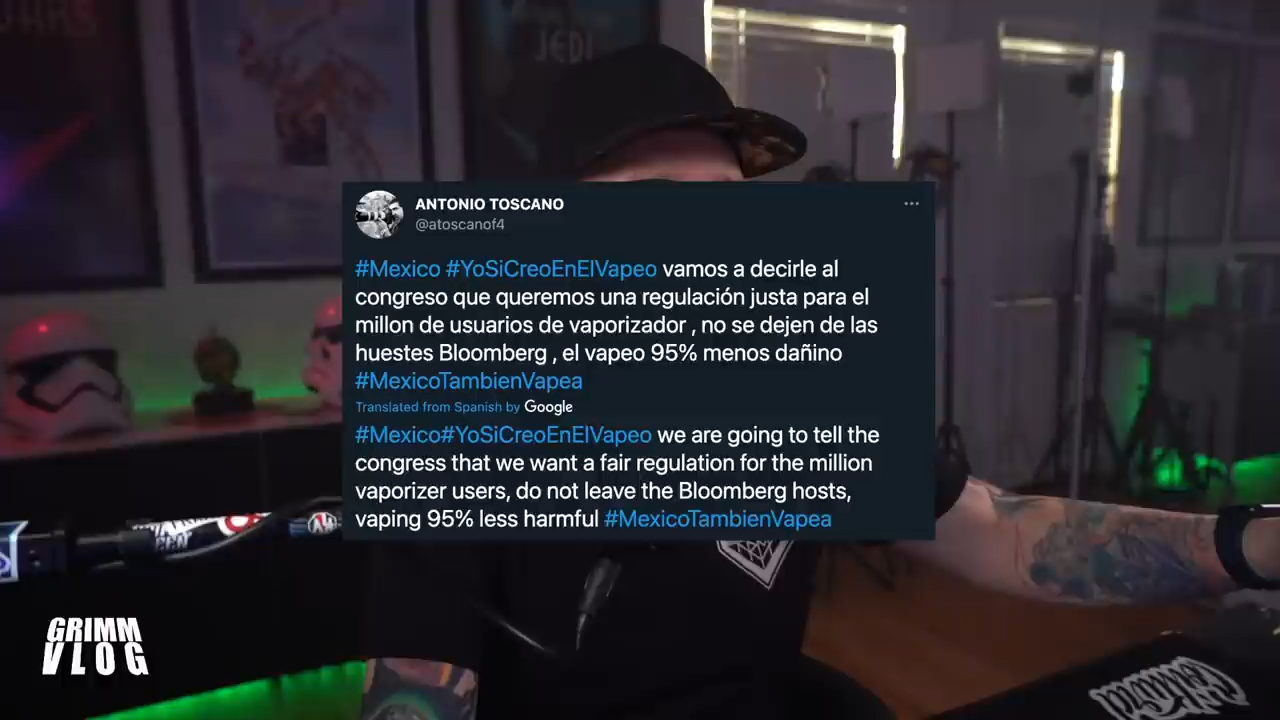 JEDI
ANTONIO TOSCANO
@atoscanof4
#Mexico #YoSiCreoEnElVapeo vamos a decirle al
congreso que queremos una regulación justa para el
millon de usuarios de vaporizador , no se dejen de las
huestes Bloomberg , el vapeo 95% menos dañino
#MexicoTambienVapea
Translated from Spanish by Google
#Mexico#YoSiCreoEnElVapeo we are going to tell the
congress that we want a fair regulation for the million
vaporizer users, do not leave the Bloomberg hosts,
vaping 95% less harmful #MexicoTambienVapea
GRIMM
VLOG